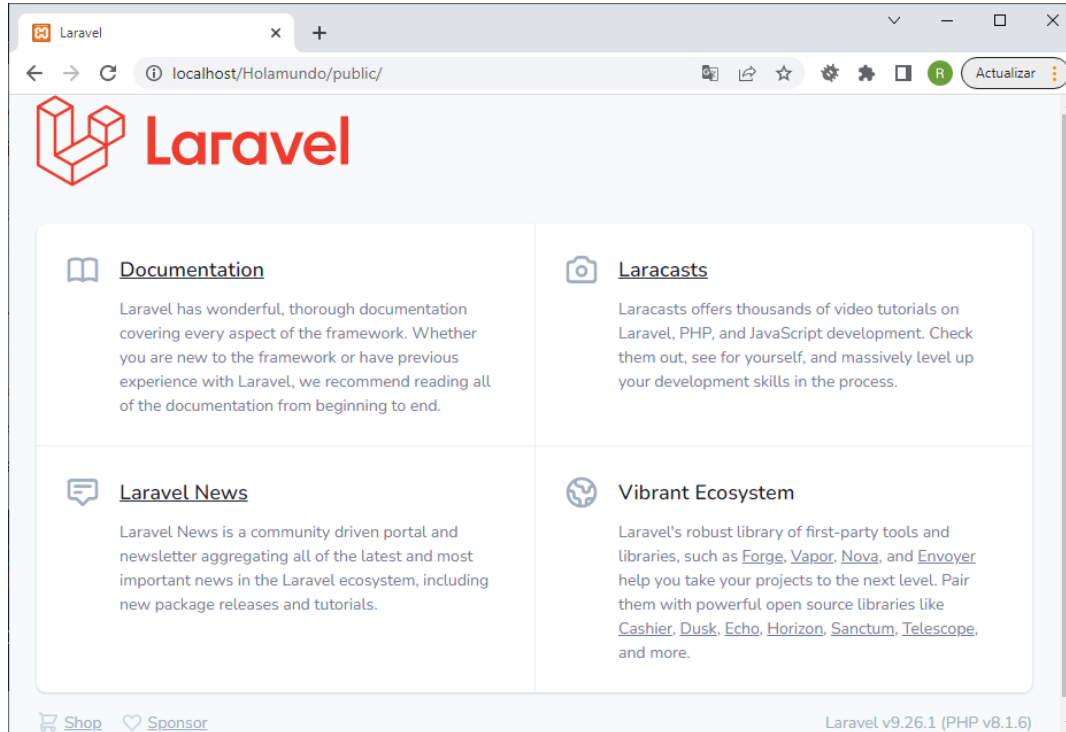 Laravel
localhost/Holamundo/public/
R
Actualizar
Laravel
Documentation
Laravel has wonderful, thorough documentation
covering every aspect of the framework. Whether
you are new to the framework or have previous
experience with Laravel, we recommend reading all
of the documentation from beginning to end.
Laracasts
Laracasts offers thousands of video tutorials on
Laravel, PHP, and JavaScript development. Check
them out, see for yourself, and massively level up
your development skills in the process.
Laravel News
Laravel News is a community driven portal and
newsletter aggregating all of the latest and most
important news in the Laravel ecosystem, including
new package releases and tutorials.
Vibrant Ecosystem
Laravel's robust library of first-party tools and
libraries, such as Forge, Vapor, Nova, and Envoyer
help you take your projects to the next level. Pair
them with powerful open source libraries like
Cashier, Dusk, Echo, Horizon, Sanctum, Telescope,
and more.
Shop
Sponsor
Laravel v9.26.1 (PHP v8.1.6)